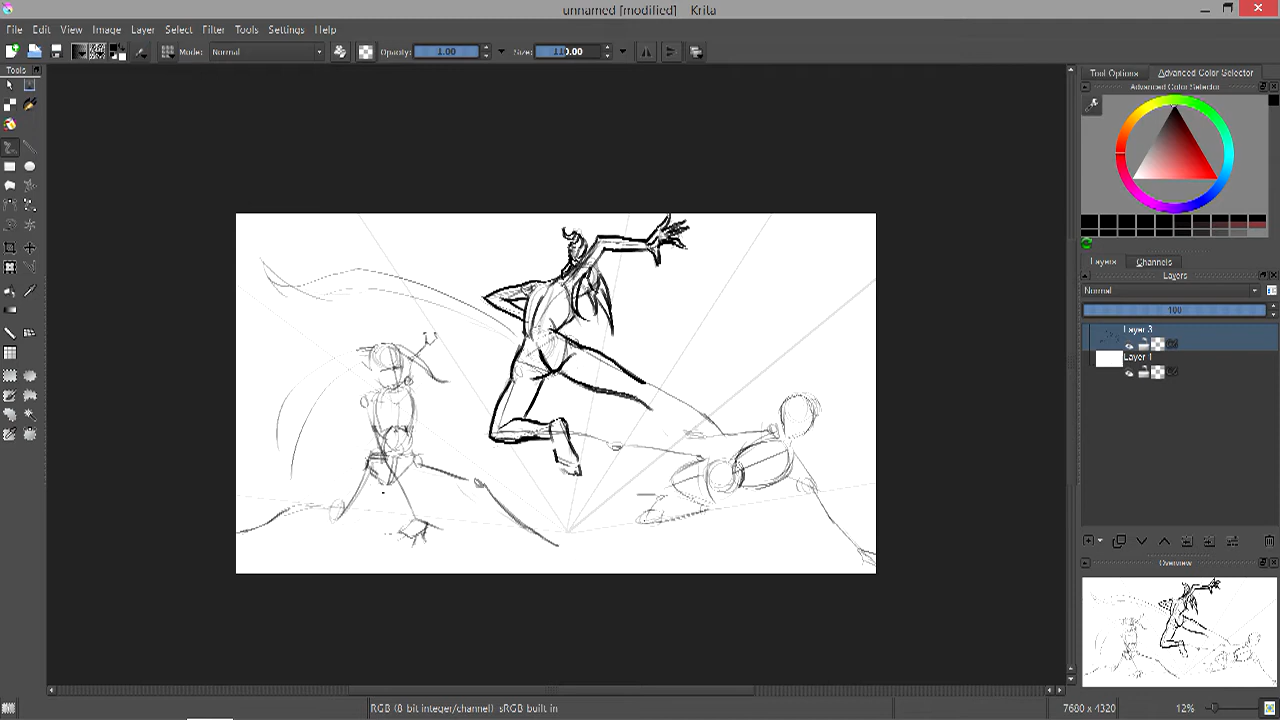 unnamed [modified] - Krita
File Edit View Image Layer Select Filter Tools Settings Help
Mode: Normal Opacity: 1.00 Size: 110.00
Tools
Tool Options Advanced Color Selector
Advanced Color Selector
Layers Channels
Layers
Normal
100
Layer 3
Layer 1
Overview
RGB (8 bit integer/channel) sRGB built in 7680 x 4320 12%